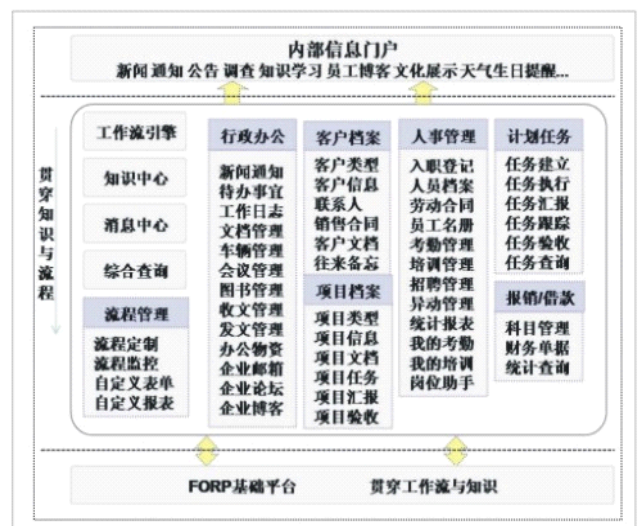 内部信息门户
新闻 通知 公告 调查 知识学习 员工博客 文化展示 天气生日提醒...
贯穿知识与流程
工作流引擎
知识中心
消息中心
综合查询
流程管理
流程定制
流程监控
自定义表单
自定义报表
行政办公
新闻通知
待办事宜
工作日志
文档管理
车辆管理
会议管理
图书管理
收文管理
发文管理
办公物资
企业邮箱
企业论坛
企业博客
客户档案
客户类型
客户信息
联系人
销售合同
客户文档
往来备忘
项目档案
项目类型
项目信息
项目文档
项目任务
项目汇报
项目验收
人事管理
入职登记
人员档案
劳动合同
员工名册
考勤管理
培训管理
招聘管理
异动管理
统计报表
我的考勤
我的培训
岗位助手
计划任务
任务建立
任务执行
任务汇报
任务跟踪
任务验收
任务查询
报销/借款
科目管理
财务单据
统计查询
FORP基础平台
贯穿工作流与知识